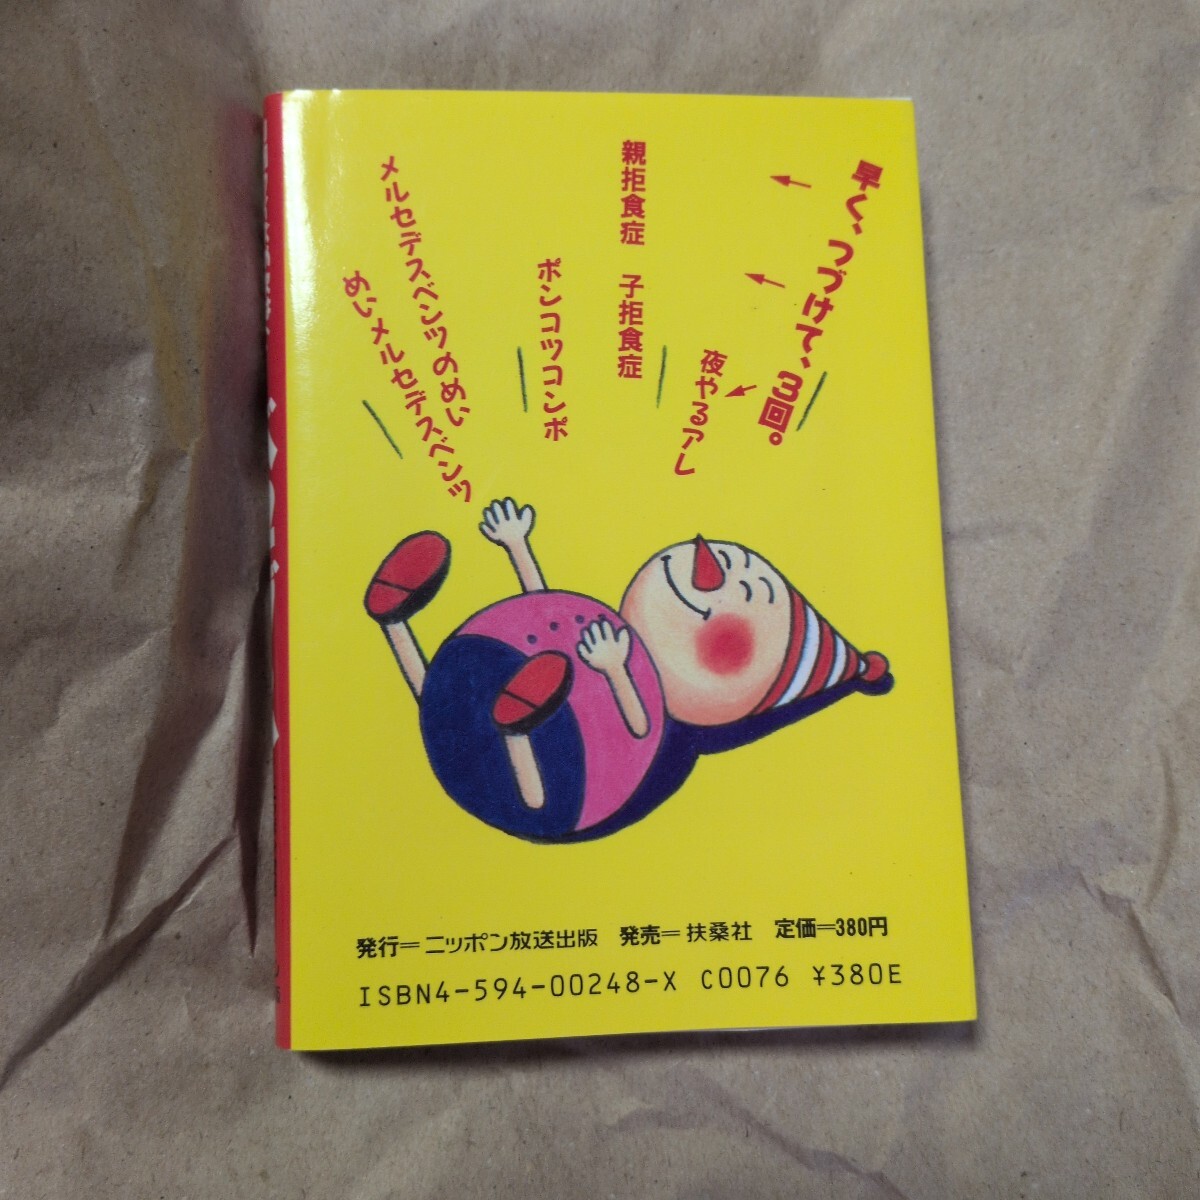 早く、つづけて、3回。
夜やるアレ
親拒食症 子拒食症
ポンコツコンポ
メルセデスベンツのめい
めいメルセデスベンツ
発行=ニッポン放送出版 発売=扶桑社 定価=380円
ISBN4-594-00248-X C0076 ¥380E